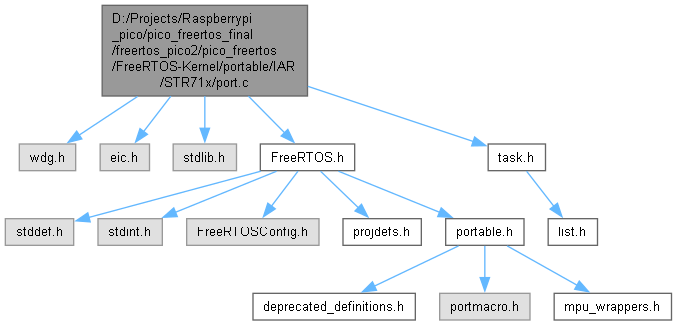 D:/Projects/Raspberrypi
_pico/pico_freertos_final
/freertos_pico2/pico_freertos
/FreeRTOS-Kernel/portable/IAR
/STR71x/port.c
wdg.h
eic.h
stdlib.h
FreeRTOS.h
task.h
stddef.h
stdint.h
FreeRTOSConfig.h
projdefs.h
portable.h
list.h
deprecated_definitions.h
portmacro.h
mpu_wrappers.h